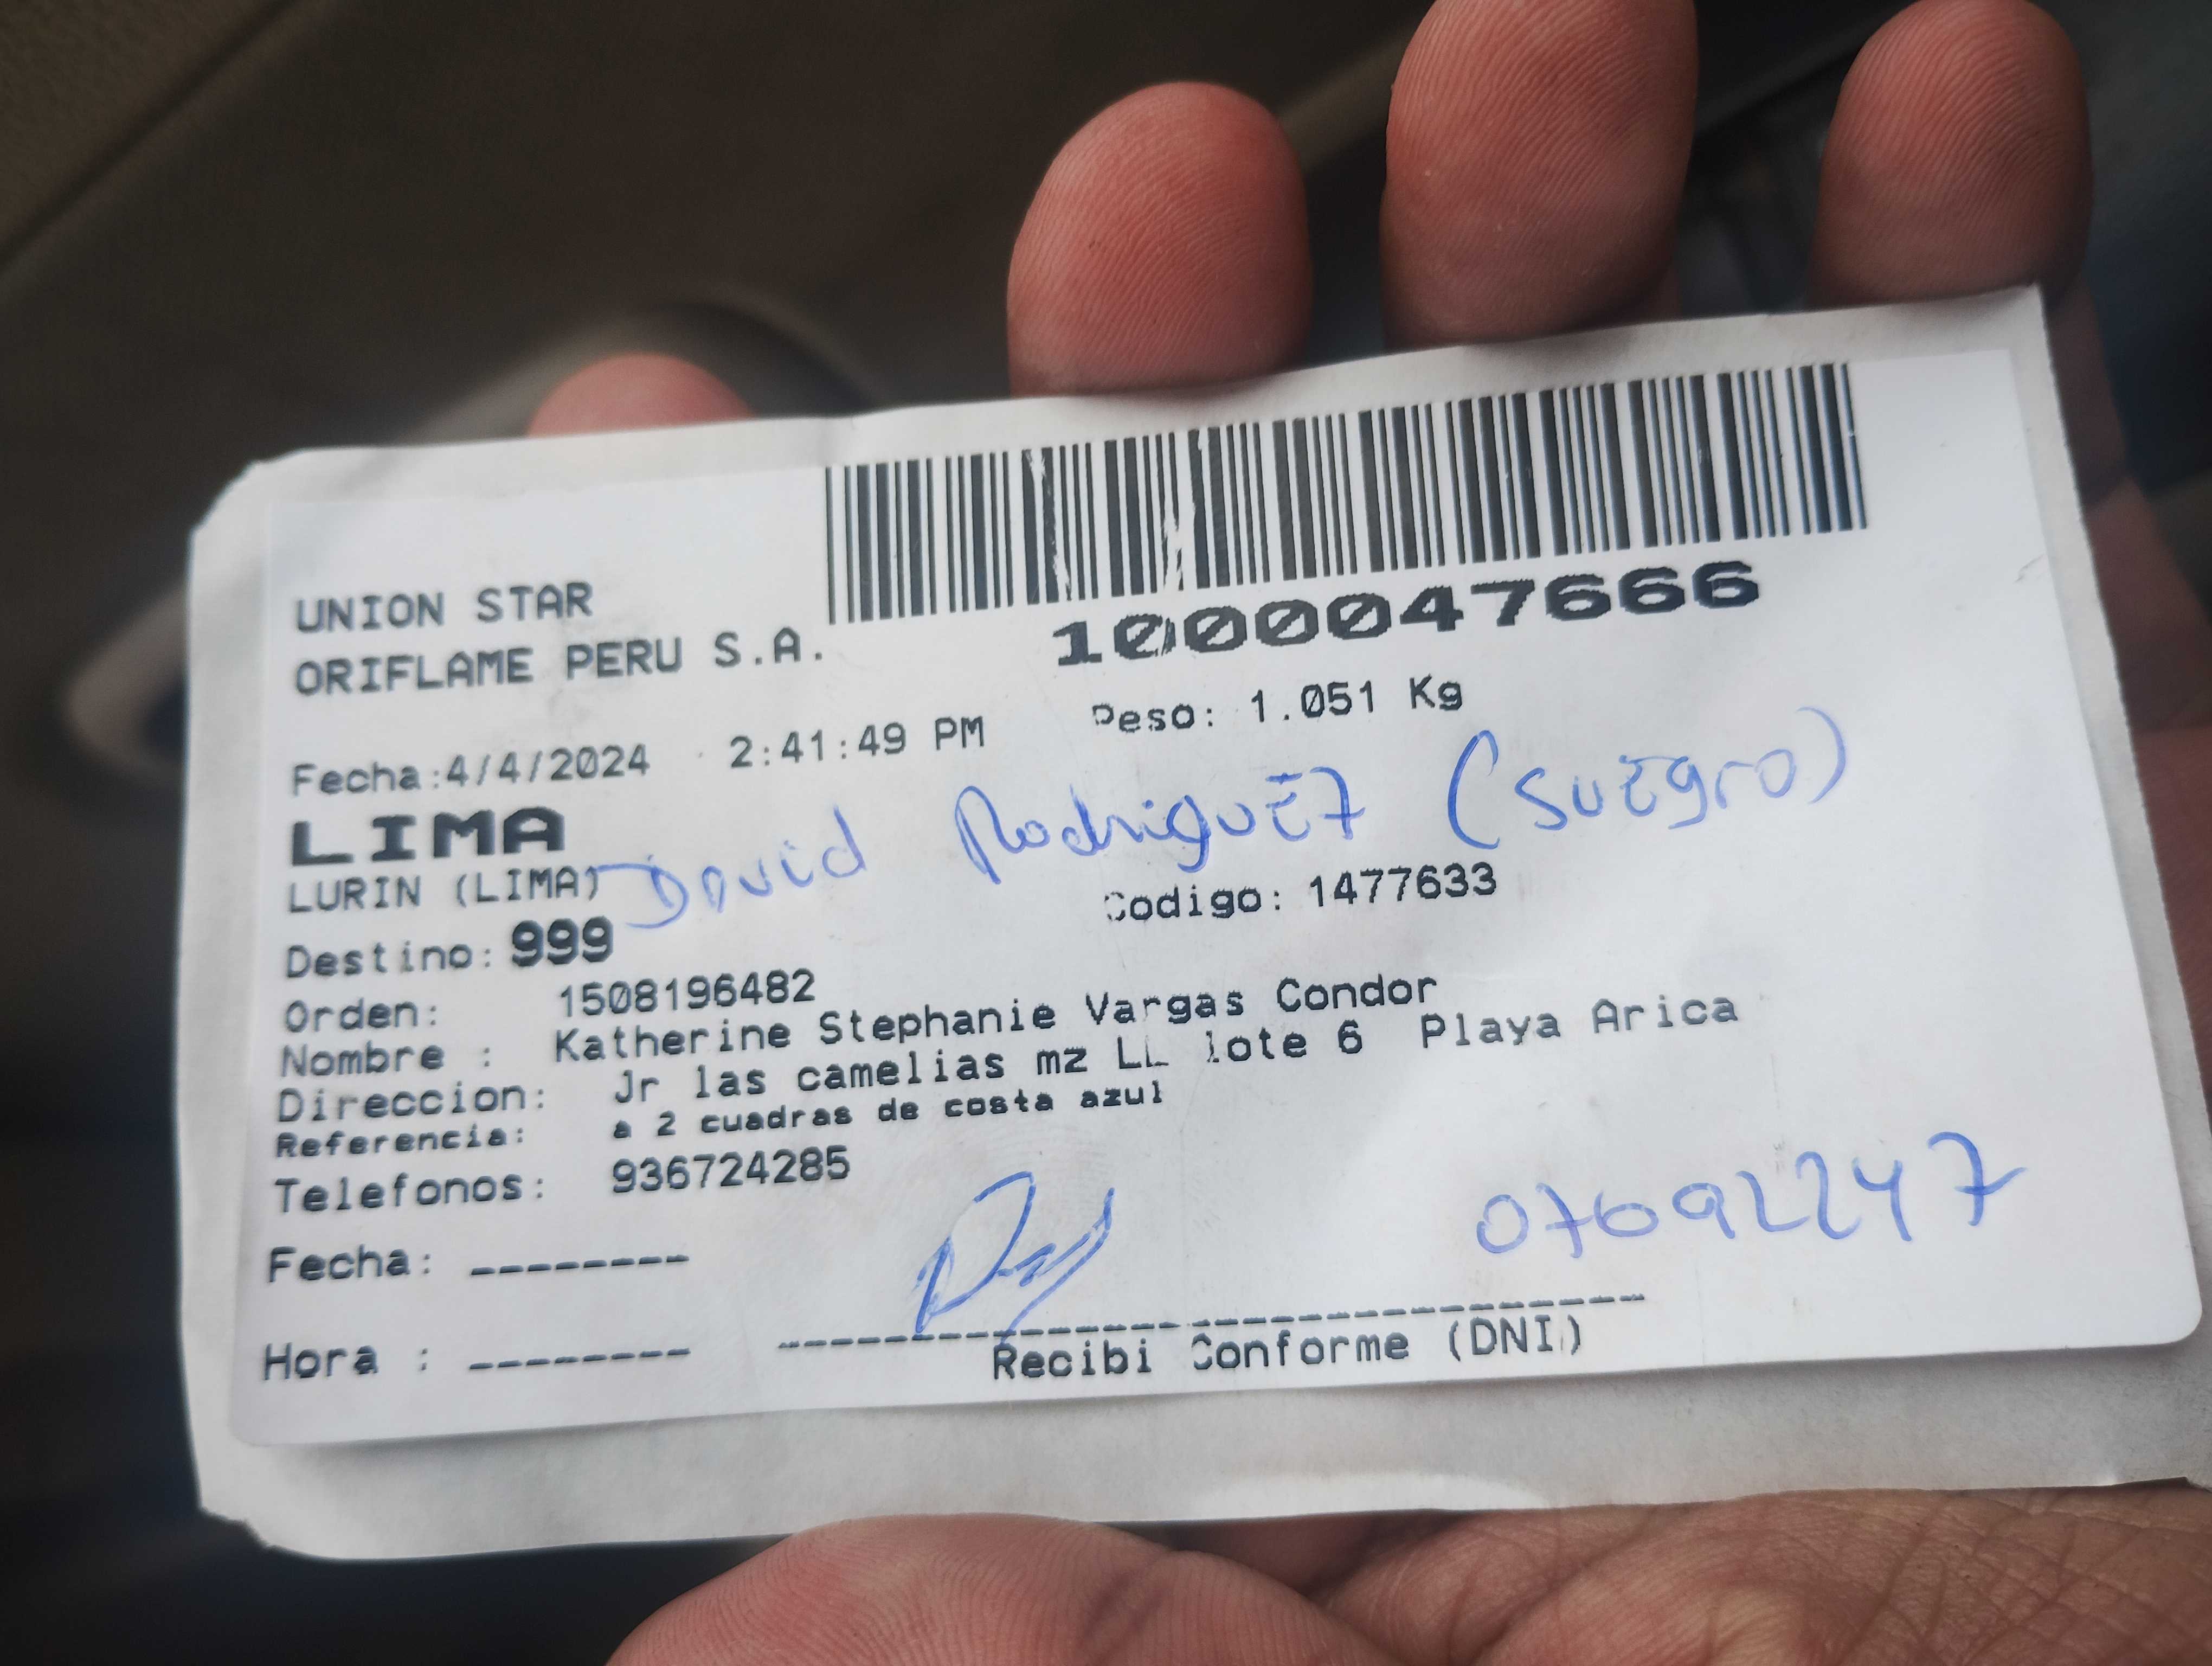 UNION STAR
ORIFLAME PERU S.A.
1000047666
Fecha:4/4/2024 2:41:49 PM Peso: 1.051 Kg
LIMA
David Rodriguez (suegro)
LURIN (LIMA)
Codigo: 1477633
Destino: 999
Orden: 1508196482
Nombre : Katherine Stephanie Vargas Condor
Direccion: Jr las camelias mz LL lote 6 Playa Arica
Referencia: a 2 cuadras de costa azul
Telefonos: 936724285
07692247
Fecha: --------
Hora : --------
Recibi Conforme (DNI)